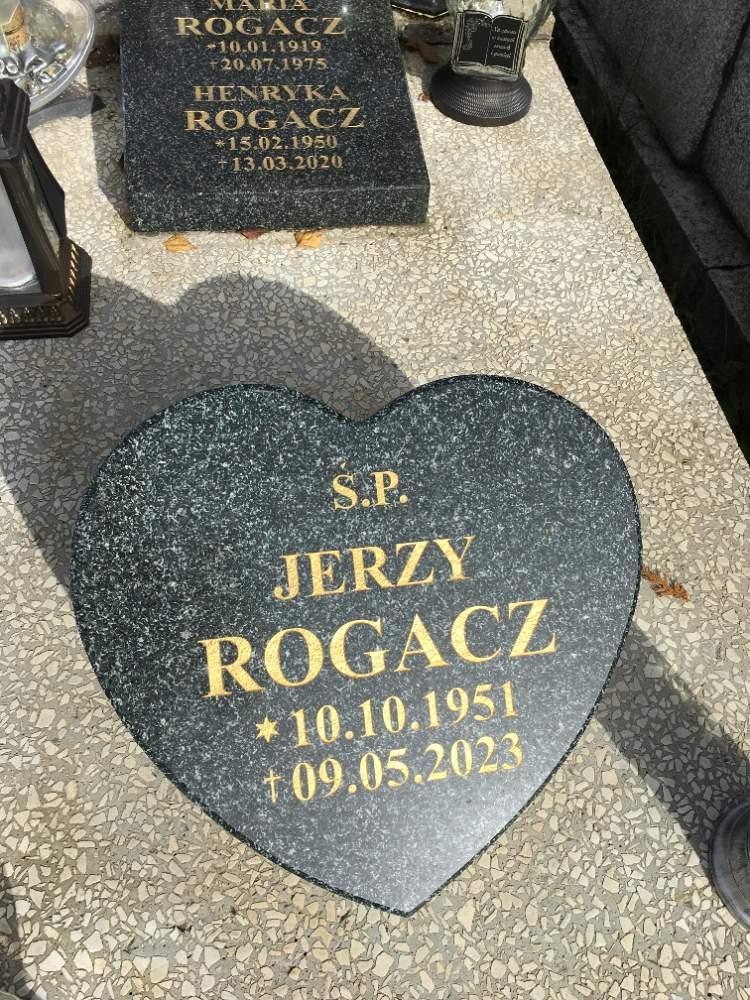 MARIA
ROGACZ
*10.01.1919
†20.07.1975
HENRYKA
ROGACZ
*15.02.1950
†13.03.2020
Ś.P.
JERZY
ROGACZ
*10.10.1951
†09.05.2023